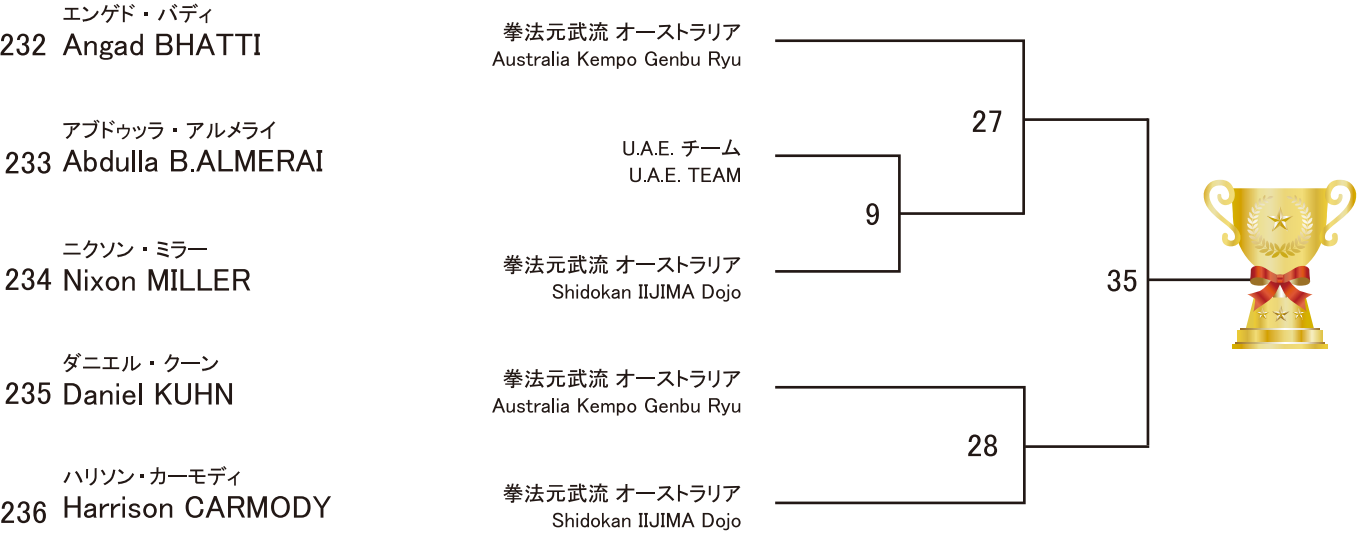 エンゲド・バディ
232 Angad BHATTI
拳法元武流 オーストラリア
Australia Kempo Genbu Ryu
27
アブドゥッラ・アルメライ
233 Abdulla B.ALMERAI
U.A.E. チーム
U.A.E. TEAM
9
ニクソン・ミラー
234 Nixon MILLER
拳法元武流 オーストラリア
Shidokan IIJIMA Dojo
35
ダニエル・クーン
235 Daniel KUHN
拳法元武流 オーストラリア
Australia Kempo Genbu Ryu
28
ハリソン・カーモディ
236 Harrison CARMODY
拳法元武流 オーストラリア
Shidokan IIJIMA Dojo